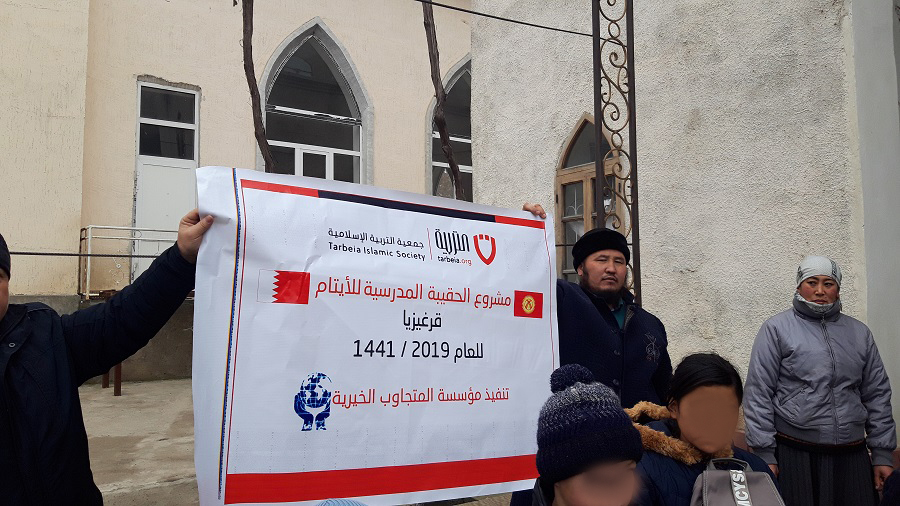 جمعية التربية الإسلامية
Tarbeia Islamic Society
التربية
tarbeia.org
مشروع الحقيبة المدرسية للأيتام
قرغيزيا
للعام 2019 / 1441
تنفيذ مؤسسة المتجاوب الخيرية